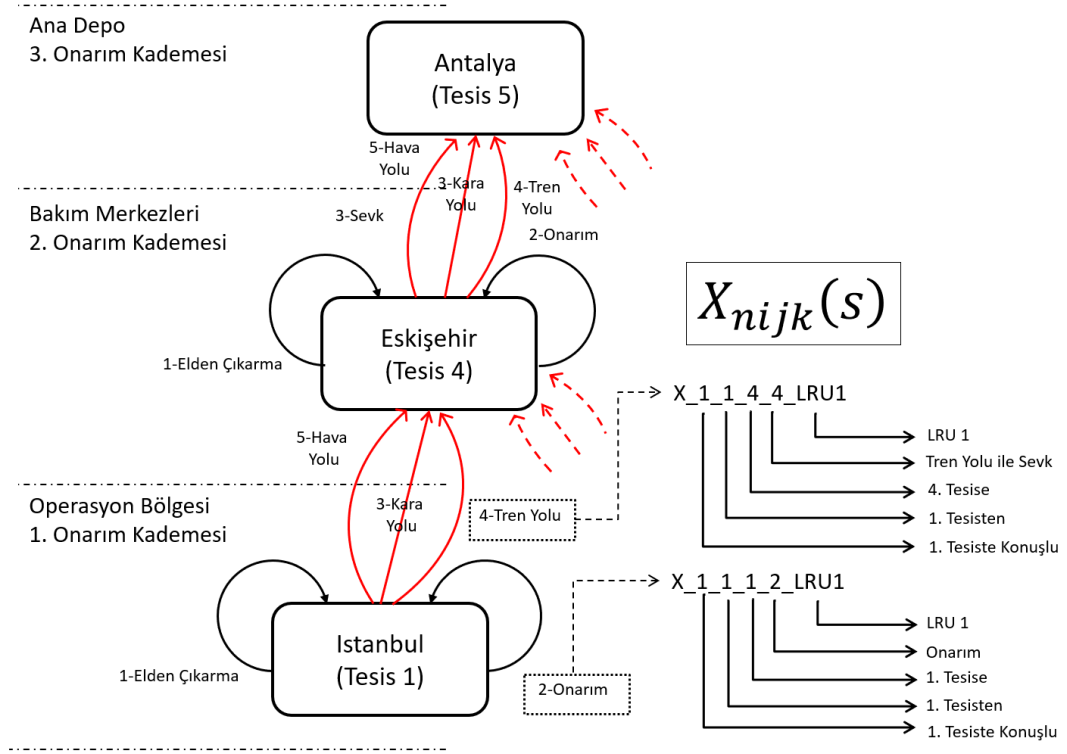 Ana Depo
3. Onarım Kademesi
Antalya
(Tesis 5)
5-Hava
Yolu
3-Kara
Yolu
4-Tren
Yolu
Bakım Merkezleri
2. Onarım Kademesi
3-Sevk
2-Onarım
Eskişehir
(Tesis 4)
1-Elden Çıkarma
X_{nijk}(s)
X_1_1_4_4_LRU1
LRU 1
Tren Yolu ile Sevk
4. Tesise
1. Tesisten
1. Tesiste Konuşlu
5-Hava
Yolu
3-Kara
Yolu
4-Tren Yolu
Operasyon Bölgesi
1. Onarım Kademesi
X_1_1_1_2_LRU1
LRU 1
Onarım
1. Tesise
1. Tesisten
1. Tesiste Konuşlu
Istanbul
(Tesis 1)
1-Elden Çıkarma
2-Onarım